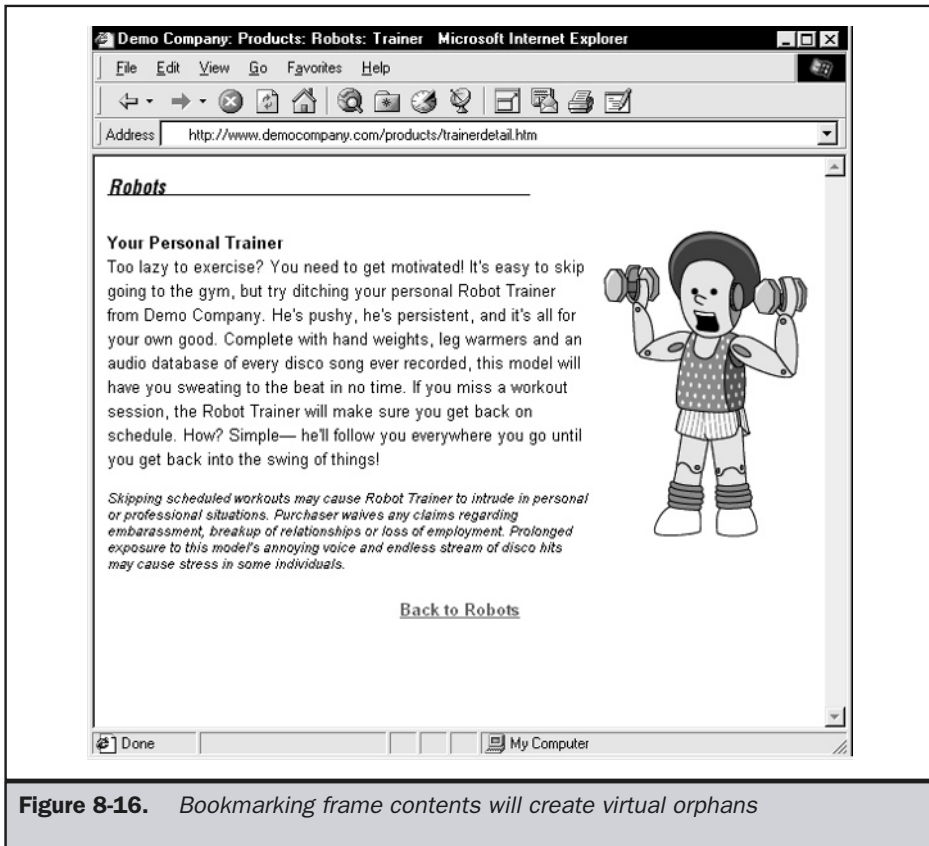 Demo Company: Products: Robots: Trainer Microsoft Internet Explorer
File Edit View Go Favorites Help
Address http://www.democompany.com/products/trainerdetail.htm
Robots
Your Personal Trainer
Too lazy to exercise? You need to get motivated! It's easy to skip
going to the gym, but try ditching your personal Robot Trainer
from Demo Company. He's pushy, he's persistent, and it's all for
your own good. Complete with hand weights, leg warmers and an
audio database of every disco song ever recorded, this model will
have you sweating to the beat in no time. If you miss a workout
session, the Robot Trainer will make sure you get back on
schedule. How? Simple— he'll follow you everywhere you go until
you get back into the swing of things!
Skipping scheduled workouts may cause Robot Trainer to intrude in personal
or professional situations. Purchaser waives any claims regarding
embarassment, breakup of relationships or loss of employment. Prolonged
exposure to this model's annoying voice and endless stream of disco hits
may cause stress in some individuals.
Back to Robots
Done My Computer
Figure 8-16. Bookmarking frame contents will create virtual orphans